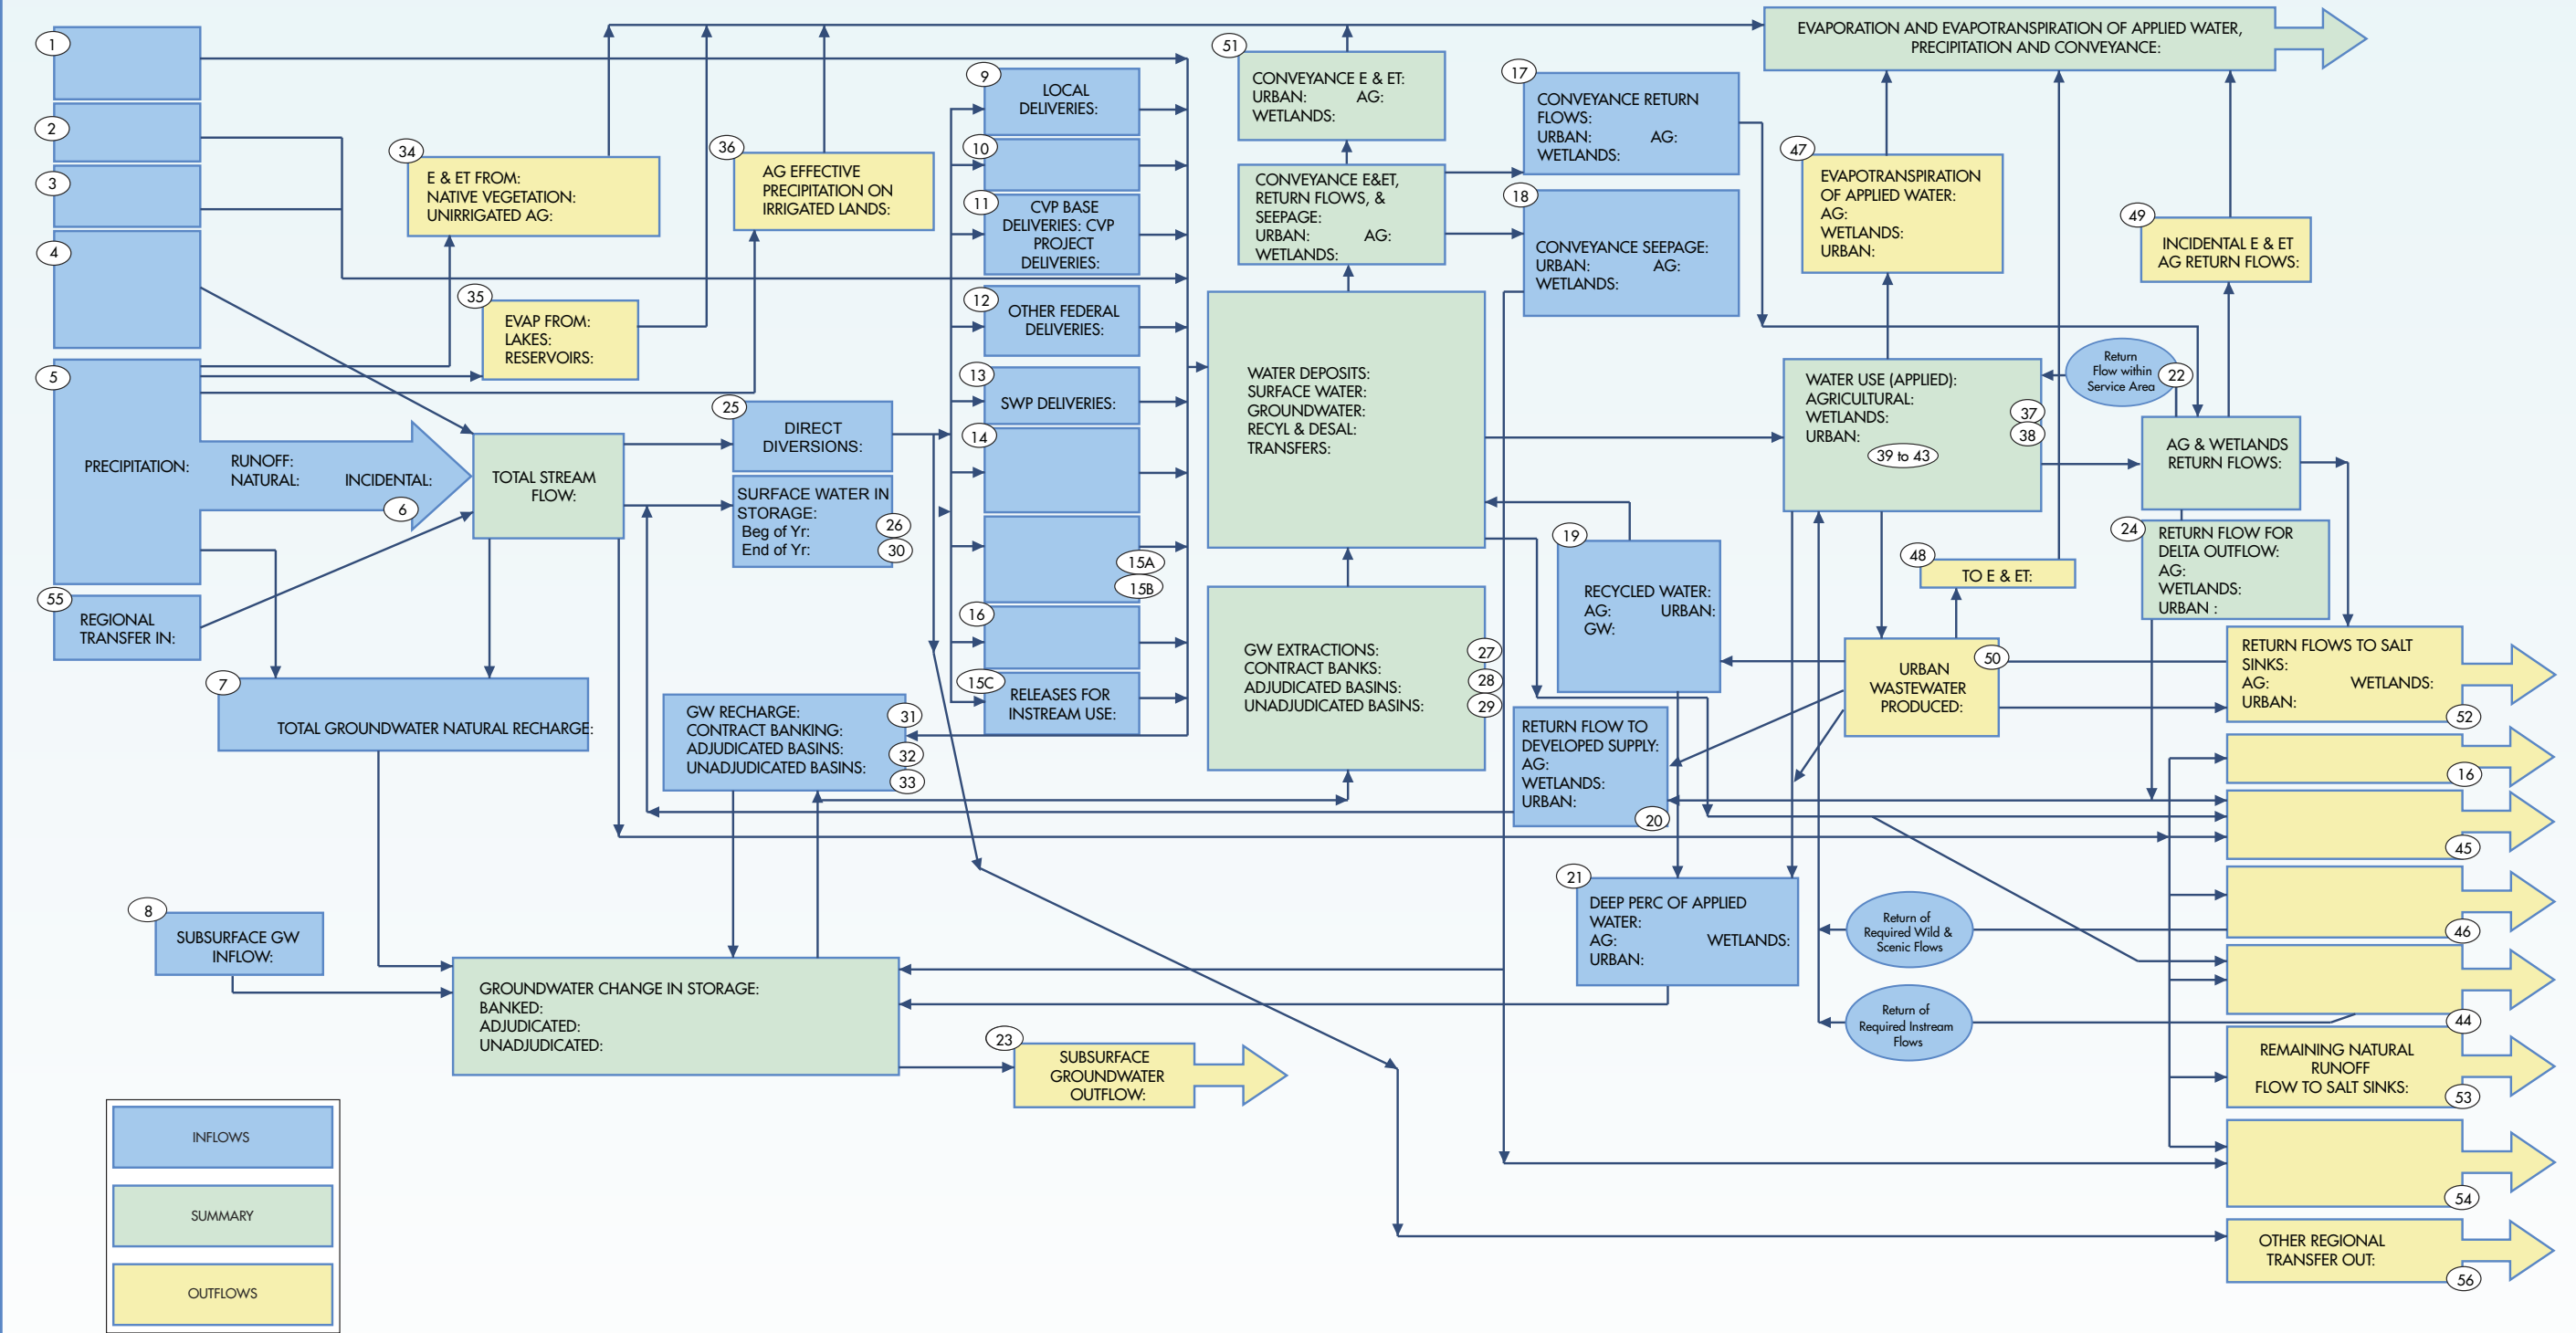 1
2
3
4
5
PRECIPITATION:
RUNOFF:
NATURAL: INCIDENTAL:
6
55
REGIONAL
TRANSFER IN:
7
TOTAL GROUNDWATER NATURAL RECHARGE:
8
SUBSURFACE GW
INFLOW:
34
E & ET FROM:
NATIVE VEGETATION:
UNIRRIGATED AG:
35
EVAP FROM:
LAKES:
RESERVOIRS:
36
AG EFFECTIVE
PRECIPITATION ON
IRRIGATED LANDS:
TOTAL STREAM
FLOW:
25
DIRECT
DIVERSIONS:
SURFACE WATER IN
STORAGE:
Beg of Yr:
End of Yr:
26
30
GW RECHARGE:
CONTRACT BANKING:
ADJUDICATED BASINS:
UNADJUDICATED BASINS:
31
32
33
GROUNDWATER CHANGE IN STORAGE:
BANKED:
ADJUDICATED:
UNADJUDICATED:
23
SUBSURFACE
GROUNDWATER
OUTFLOW:
9
LOCAL
DELIVERIES:
10
11
CVP BASE
DELIVERIES: CVP
PROJECT
DELIVERIES:
12
OTHER FEDERAL
DELIVERIES:
13
SWP DELIVERIES:
14
15A
15B
16
15C
RELEASES FOR
INSTREAM USE:
51
CONVEYANCE E & ET:
URBAN: AG:
WETLANDS:
CONVEYANCE E&ET,
RETURN FLOWS, &
SEEPAGE:
URBAN: AG:
WETLANDS:
WATER DEPOSITS:
SURFACE WATER:
GROUNDWATER:
RECYL & DESAL:
TRANSFERS:
GW EXTRACTIONS:
CONTRACT BANKS:
ADJUDICATED BASINS:
UNADJUDICATED BASINS:
27
28
29
17
CONVEYANCE RETURN
FLOWS:
URBAN: AG:
WETLANDS:
18
CONVEYANCE SEEPAGE:
URBAN: AG:
WETLANDS:
19
RECYCLED WATER:
AG: URBAN:
GW:
RETURN FLOW TO
DEVELOPED SUPPLY:
AG:
WETLANDS:
URBAN:
20
21
DEEP PERC OF APPLIED
WATER:
AG: WETLANDS:
URBAN:
EVAPORATION AND EVAPOTRANSPIRATION OF APPLIED WATER,
PRECIPITATION AND CONVEYANCE:
47
EVAPOTRANSPIRATION
OF APPLIED WATER:
AG:
WETLANDS:
URBAN:
49
INCIDENTAL E & ET
AG RETURN FLOWS:
WATER USE (APPLIED):
AGRICULTURAL:
WETLANDS:
URBAN:
37
38
39 to 43
Return
Flow within
Service Area
22
AG & WETLANDS
RETURN FLOWS:
24
RETURN FLOW FOR
DELTA OUTFLOW:
AG:
WETLANDS:
URBAN :
48
TO E & ET:
URBAN
WASTEWATER
PRODUCED:
50
Return of
Required Wild &
Scenic Flows
Return of
Required Instream
Flows
RETURN FLOWS TO SALT
SINKS:
AG: WETLANDS:
URBAN:
52
16
45
46
44
REMAINING NATURAL
RUNOFF
FLOW TO SALT SINKS:
53
54
OTHER REGIONAL
TRANSFER OUT:
56
INFLOWS
SUMMARY
OUTFLOWS